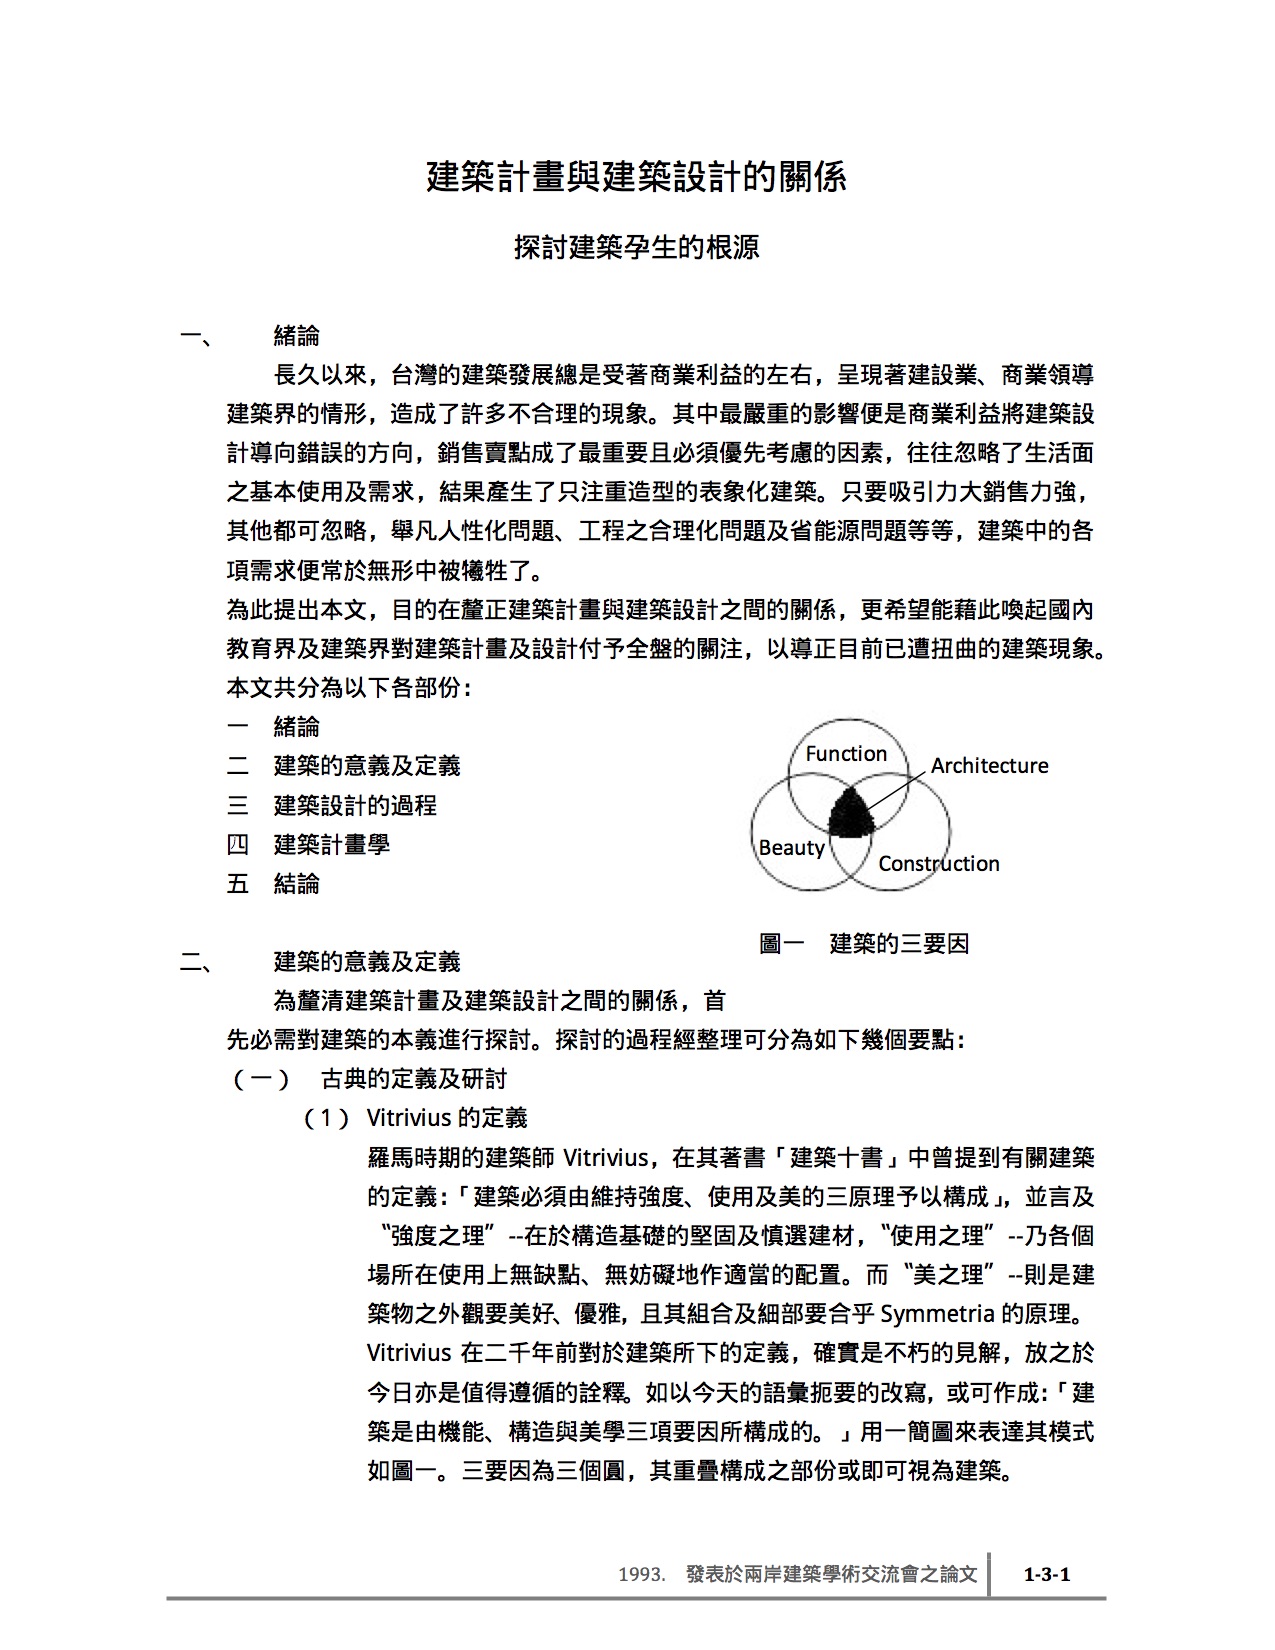 建築計畫與建築設計的關係
探討建築孕生的根源
一、 緒論
長久以來，台灣的建築發展總是受著商業利益的左右，呈現著建設業、商業領導
建築界的情形，造成了許多不合理的現象。其中最嚴重的影響便是商業利益將建築設
計導向錯誤的方向，銷售賣點成了最重要且必須優先考慮的因素，往往忽略了生活面
之基本使用及需求，結果產生了只注重造型的表象化建築。只要吸引力大銷售力強，
其他都可忽略，舉凡人性化問題、工程之合理化問題及省能源問題等等，建築中的各
項需求便常於無形中被犧牲了。
為此提出本文，目的在釐正建築計畫與建築設計之間的關係，更希望能藉此喚起國內
教育界及建築界對建築計畫及設計付予全盤的關注，以導正目前已遭扭曲的建築現象。
本文共分為以下各部份：
一 緒論
二 建築的意義及定義
三 建築設計的過程
四 建築計畫學
五 結論
Function
Architecture
Beauty
Construction
圖一 建築的三要因
二、 建築的意義及定義
為釐清建築計畫及建築設計之間的關係，首
先必需對建築的本義進行探討。探討的過程經整理可分為如下幾個要點：
（一） 古典的定義及研討
（1） Vitrivius 的定義
羅馬時期的建築師 Vitrivius，在其著書「建築十書」中曾提到有關建築
的定義：「建築必須由維持強度、使用及美的三原理予以構成」，並言及
〝強度之理〞--在於構造基礎的堅固及慎選建材，〝使用之理〞--乃各個
場所在使用上無缺點、無妨礙地作適當的配置。而〝美之理〞--則是建
築物之外觀要美好、優雅，且其組合及細部要合乎 Symmetria 的原理。
Vitrivius 在二千年前對於建築所下的定義，確實是不朽的見解，放之於
今日亦是值得遵循的詮釋。如以今天的語彙扼要的改寫，或可作成：「建
築是由機能、構造與美學三項要因所構成的。」用一簡圖來表達其模式
如圖一。三要因為三個圓，其重疊構成之部份或即可視為建築。
1993. 發表於兩岸建築學術交流會之論文 1-3-1